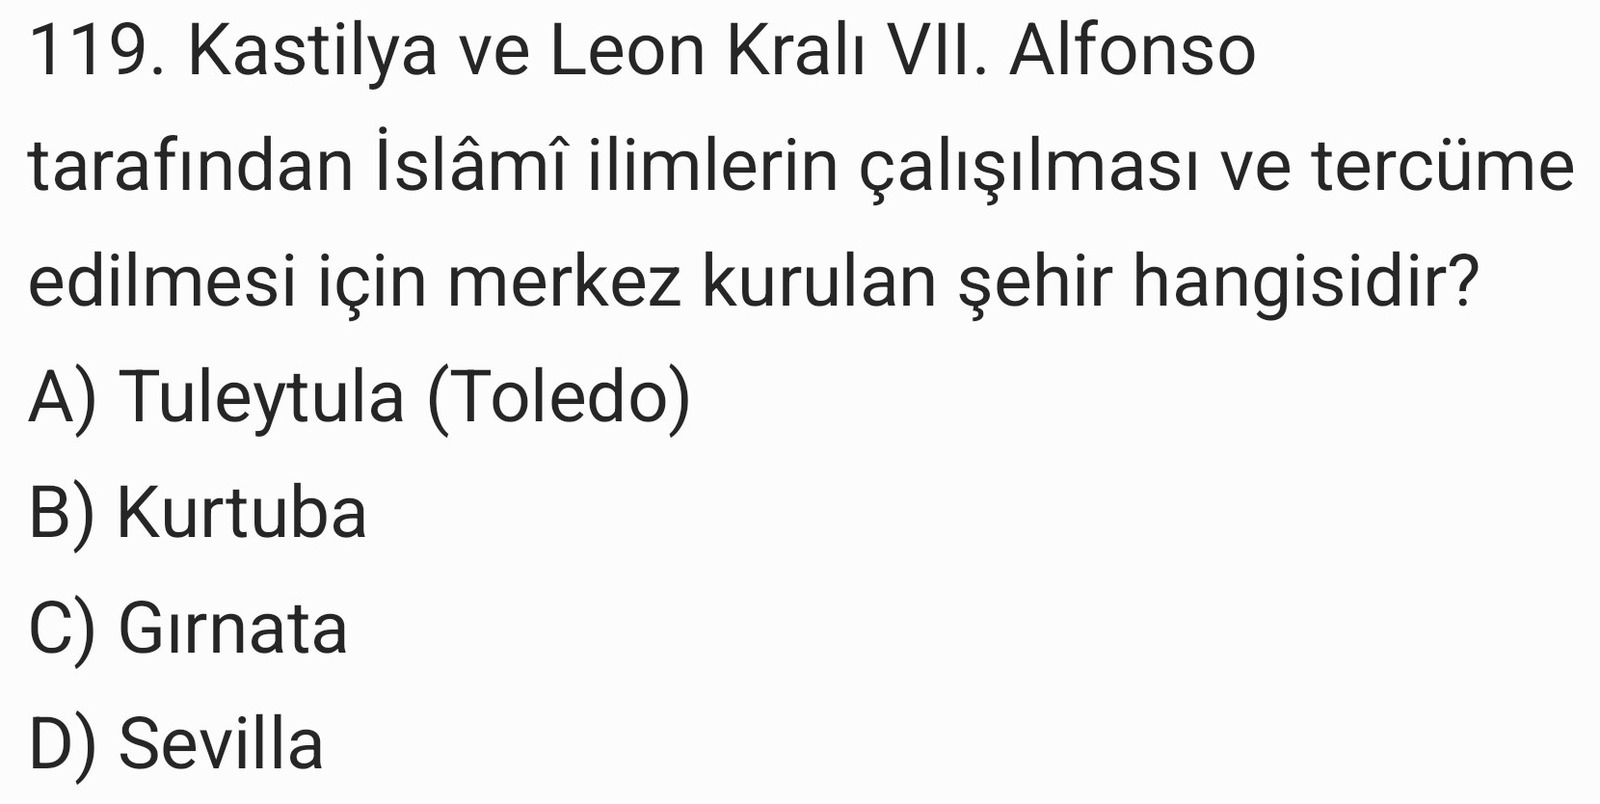 119. Kastilya ve Leon Kralı VII. Alfonso
tarafından İslâmî ilimlerin çalışılması ve tercüme
edilmesi için merkez kurulan şehir hangisidir?
A) Tuleytula (Toledo)
B) Kurtuba
C) Gırnata
D) Sevilla